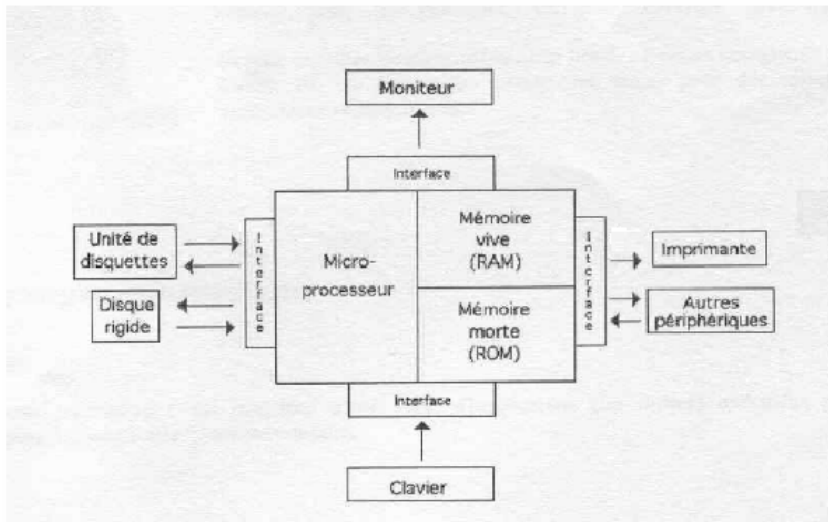 Moniteur
Interface
Unité de
disquettes
Disque
rigide
Interface
Micro-
processeur
Mémoire
vive
(RAM)
Mémoire
morte
(ROM)
Interface
Imprimante
Autres
périphériques
Interface
Clavier